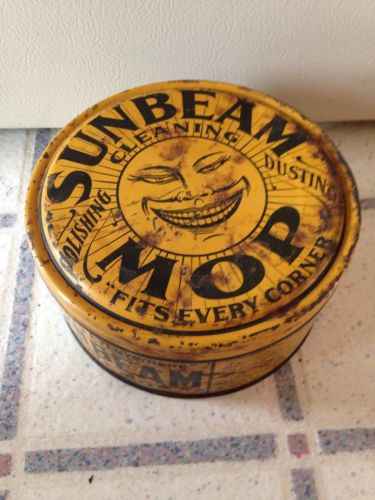 SUNBEAM
CLEANING
POLISHING
DUSTING
MOP
"FITS EVERY CORNER"
BEAM